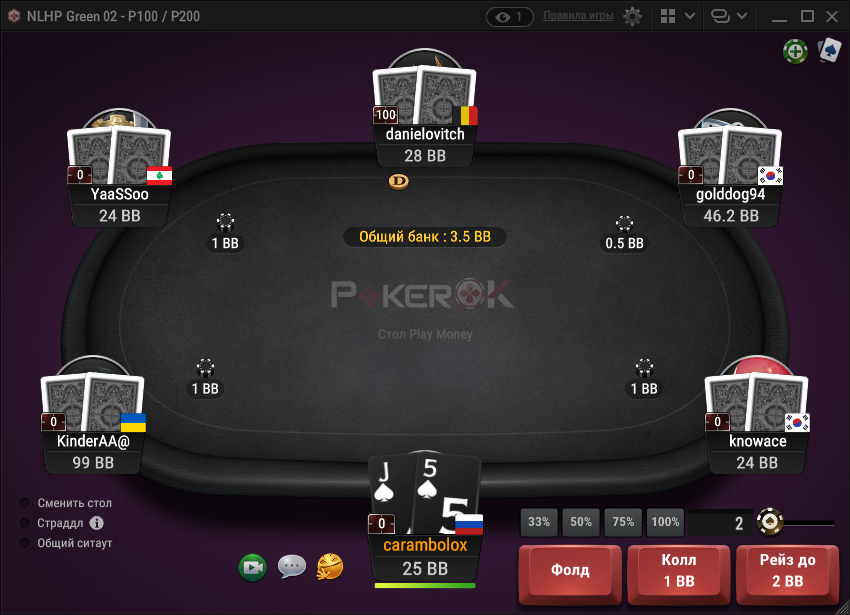 NLHP Green 02 - P100 / P200
1
Правила игры
100
danielovitch
28 BB
D
0
YaaSSoo
24 BB
0
golddog94
46.2 BB
1 BB
Общий банк : 3.5 BB
0.5 BB
POKEROK
Стол Play Money
1 BB
1 BB
0
KinderAA@
99 BB
0
knowace
24 BB
J
5
5
0
carambolox
25 BB
Сменить стол
Страддл i
Общий ситаут
33% 50% 75% 100% 2
Фолд
Колл
1 BB
Рейз до
2 BB